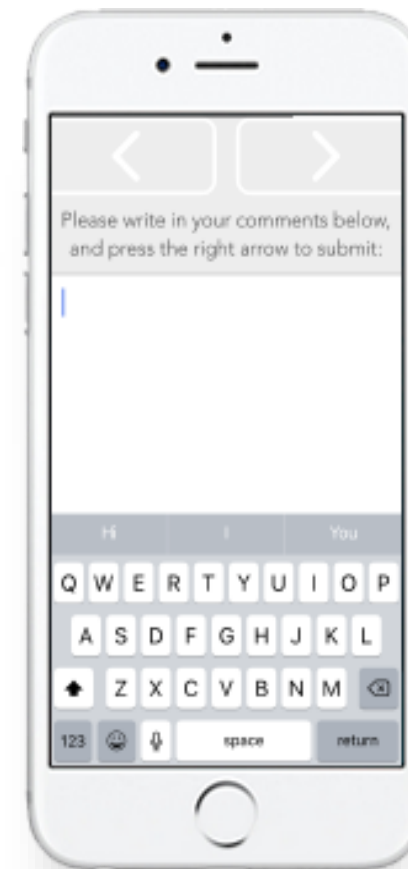 Please write in your comments below,
and press the right arrow to submit:
Hi I You
Q W E R T Y U I O P
A S D F G H J K L
Z X C V B N M
123 space return